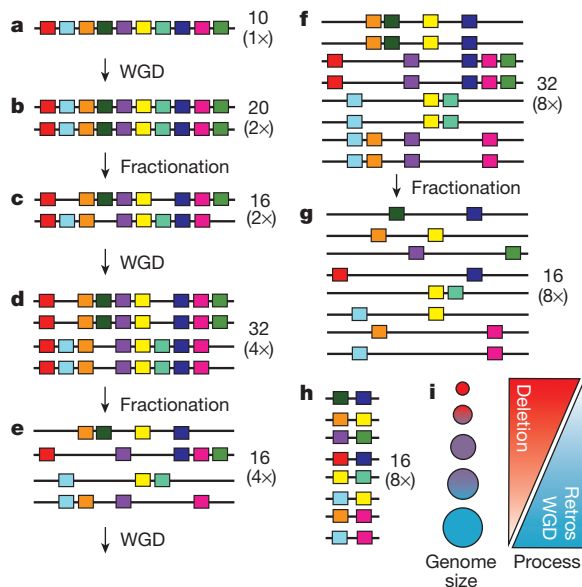 a
10
(1×)
WGD
b
20
(2×)
Fractionation
c
16
(2×)
WGD
d
32
(4×)
Fractionation
e
16
(4×)
WGD
f
32
(8×)
Fractionation
g
16
(8×)
h
16
(8×)
i
Genome
size
Deletion
Retros
WGD
Process